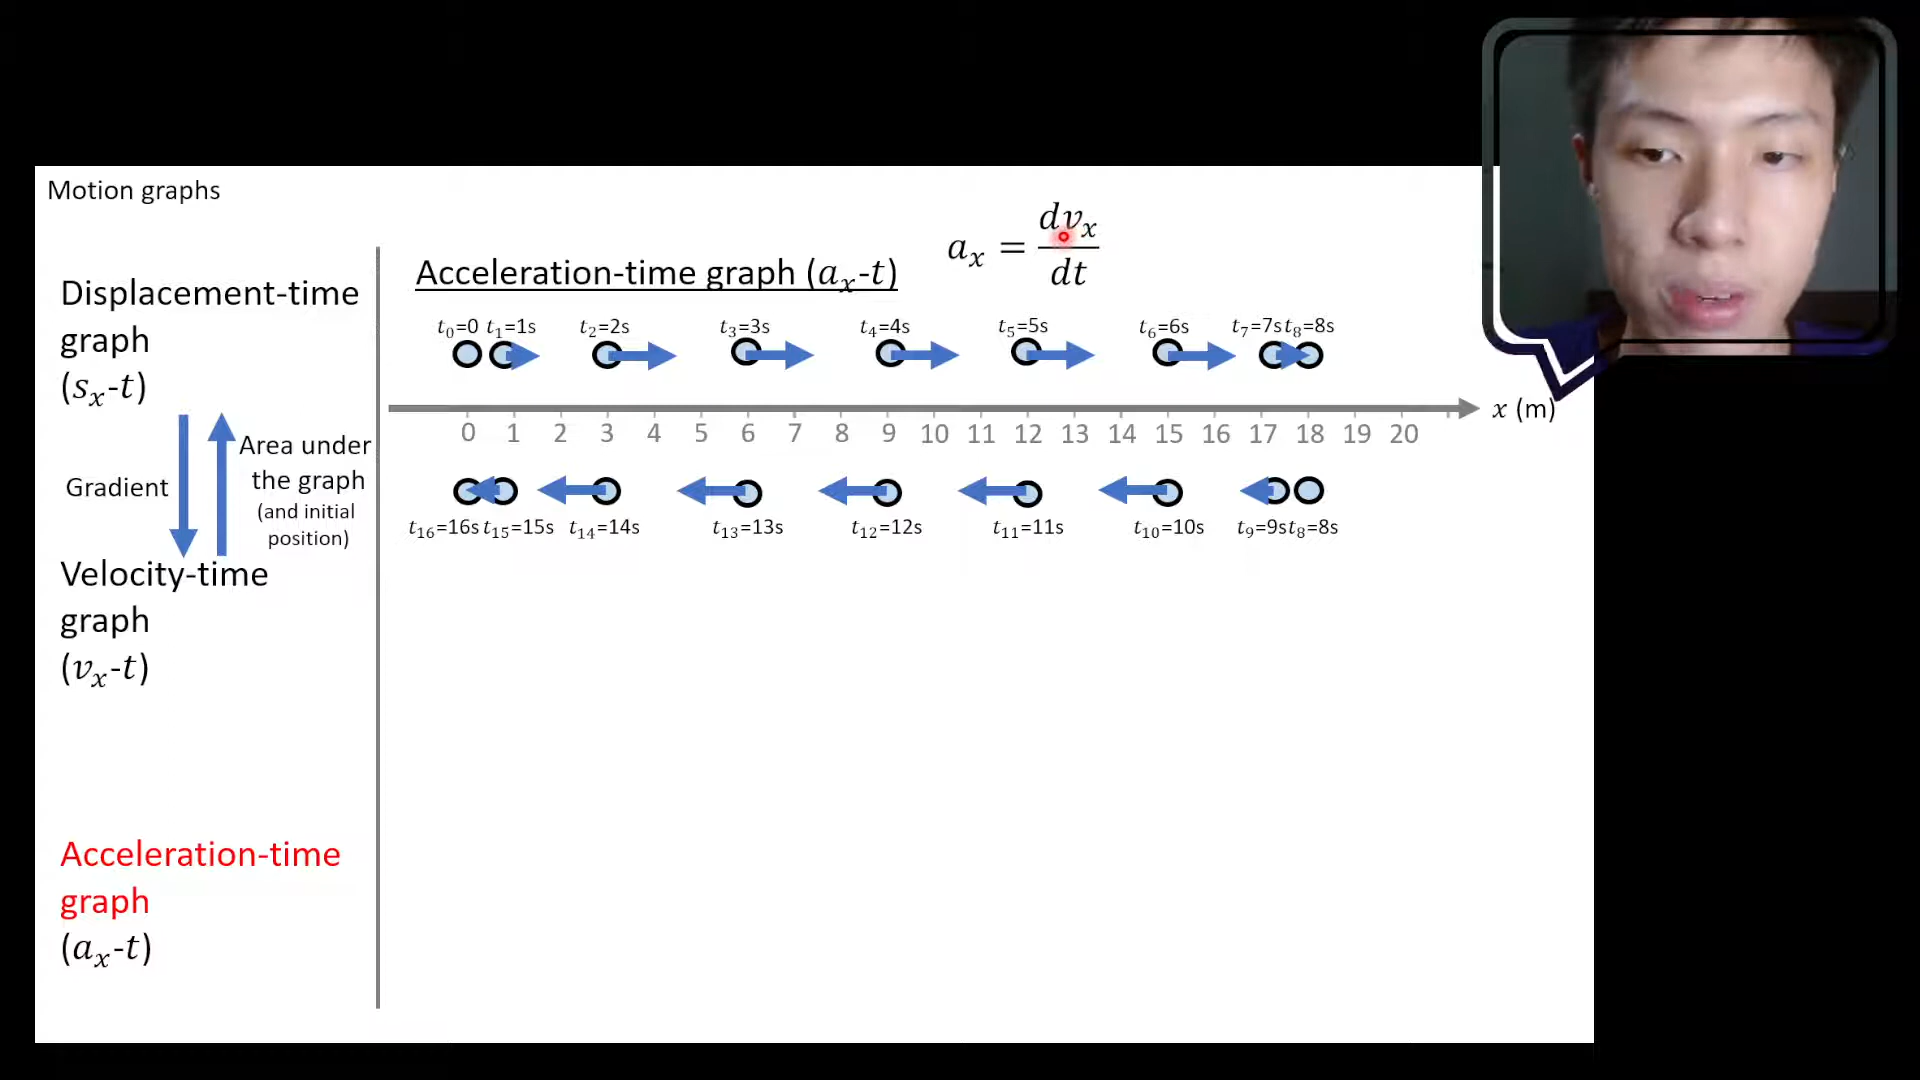 Motion graphs
Displacement-time
graph
(sₓ-t)
Gradient
Area under
the graph
(and initial
position)
Velocity-time
graph
(vₓ-t)
Acceleration-time
graph
(aₓ-t)
Acceleration-time graph (aₓ-t)
aₓ = dvₓ/dt
t₀=0 t₁=1s t₂=2s t₃=3s t₄=4s t₅=5s t₆=6s t₇=7s t₈=8s
x (m)
0 1 2 3 4 5 6 7 8 9 10 11 12 13 14 15 16 17 18 19 20
t₁₆=16s t₁₅=15s t₁₄=14s t₁₃=13s t₁₂=12s t₁₁=11s t₁₀=10s t₉=9s t₈=8s